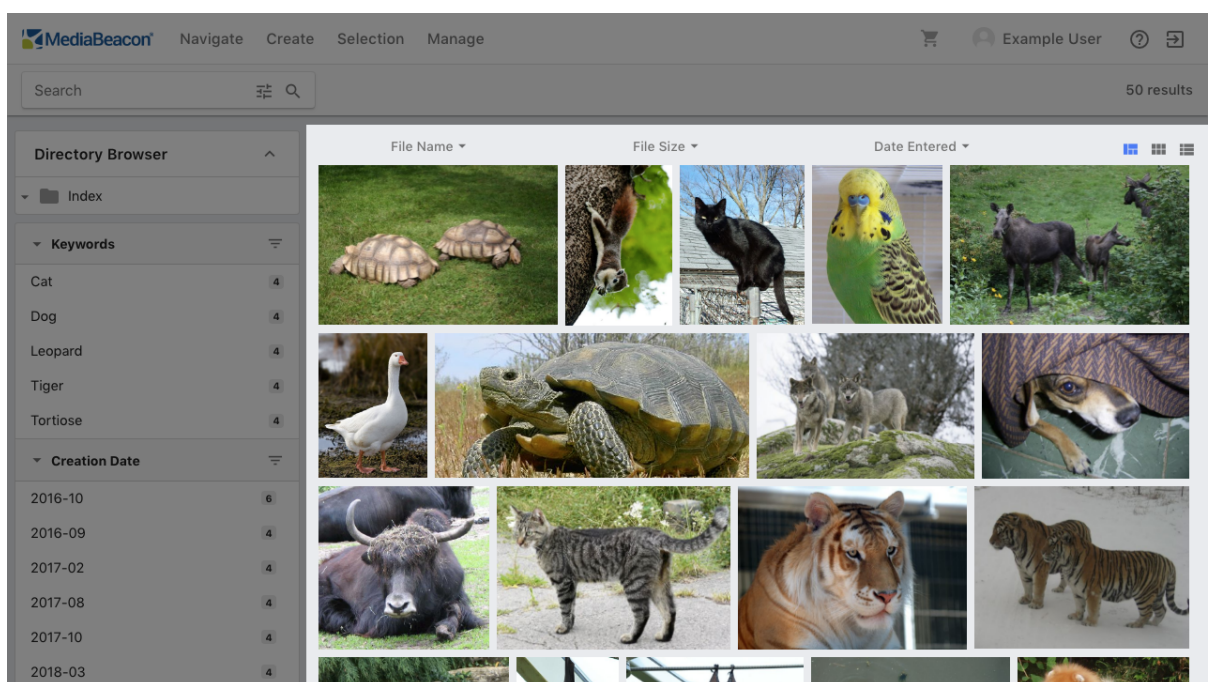 MediaBeacon® Navigate Create Selection Manage Example User
Search 50 results
Directory Browser
Index
Keywords
Cat 4
Dog 4
Leopard 4
Tiger 4
Tortiose 4
Creation Date
2016-10 6
2016-09 4
2017-02 4
2017-08 4
2017-10 4
2018-03 4
File Name File Size Date Entered